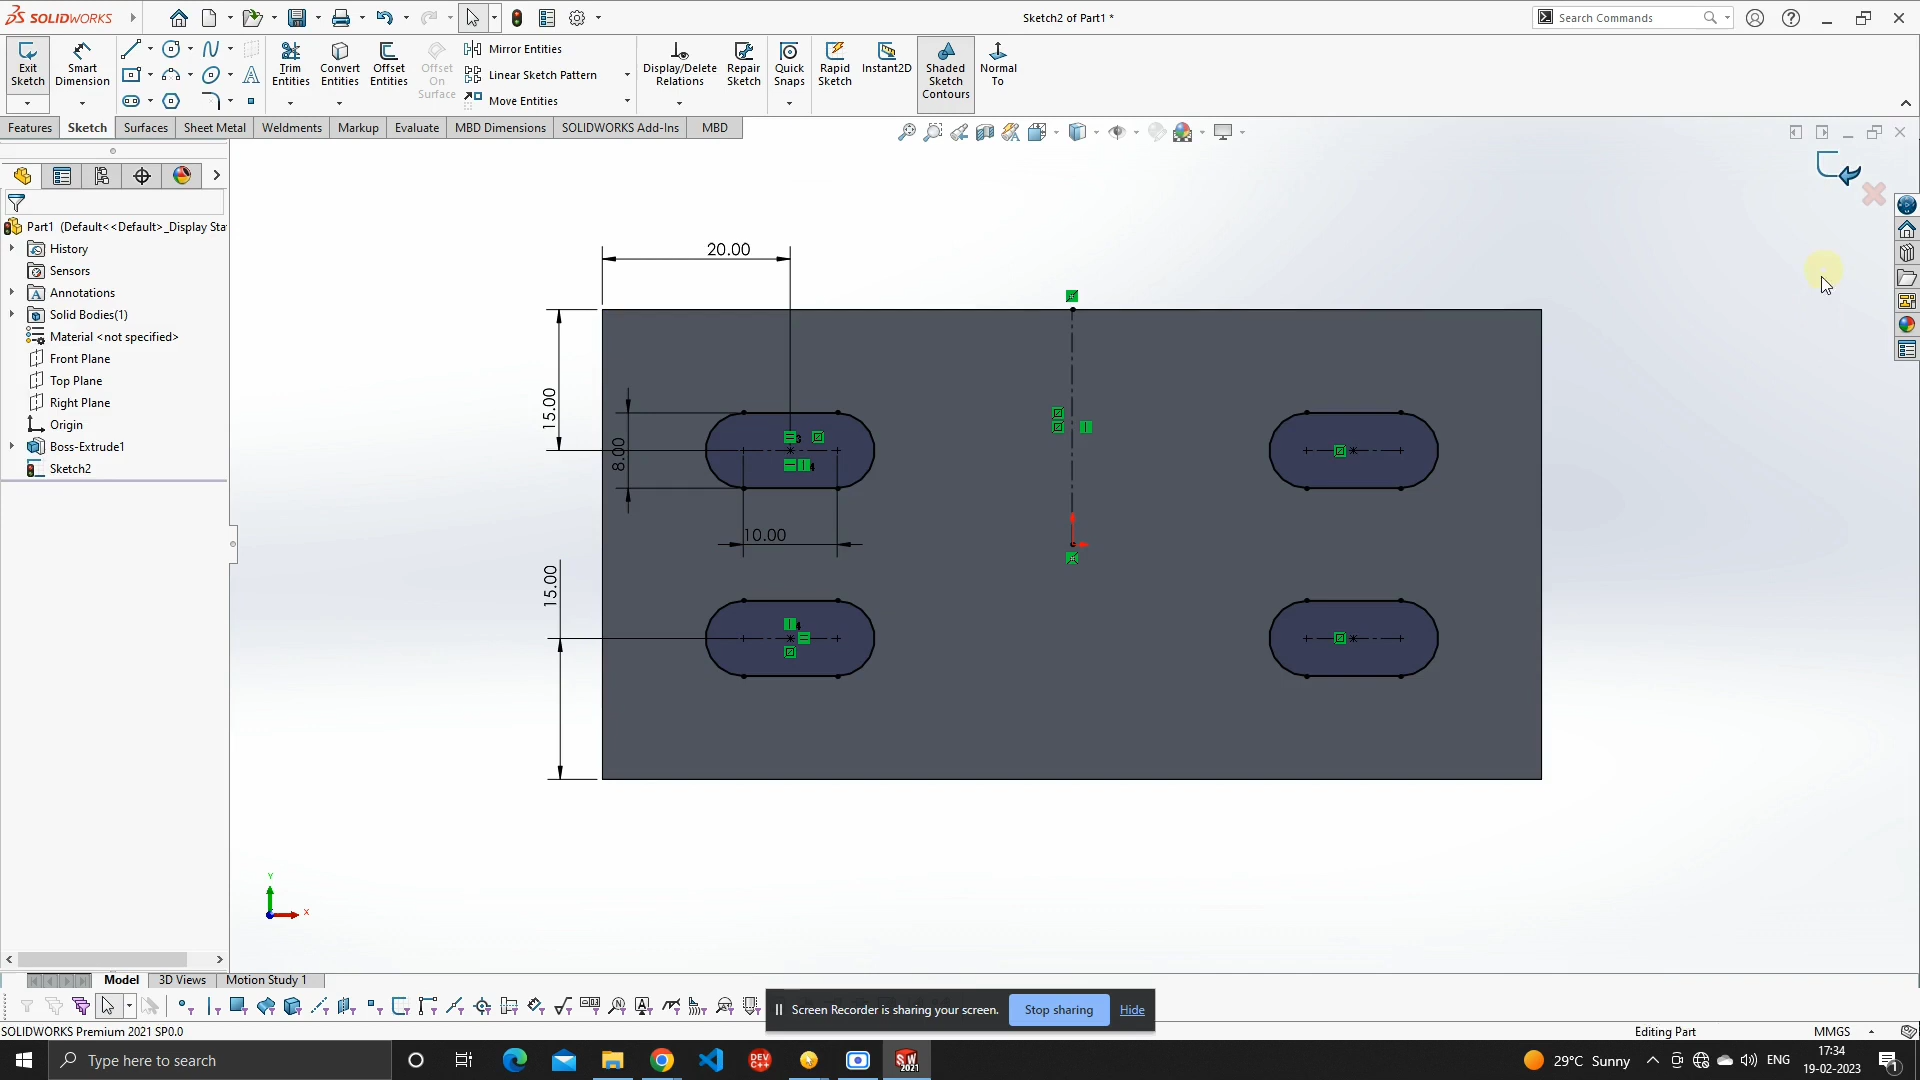 SOLIDWORKS
Sketch2 of Part1 *
Search Commands
Exit Sketch
Smart Dimension
Trim Entities
Convert Entities
Offset Entities
Offset On Surface
Mirror Entities
Linear Sketch Pattern
Move Entities
Display/Delete Relations
Repair Sketch
Quick Snaps
Rapid Sketch
Instant2D
Shaded Sketch Contours
Normal To
Features
Sketch
Surfaces
Sheet Metal
Weldments
Markup
Evaluate
MBD Dimensions
SOLIDWORKS Add-Ins
MBD
Part1 (Default<<Default>_Display Sta
History
Sensors
Annotations
Solid Bodies(1)
Material <not specified>
Front Plane
Top Plane
Right Plane
Origin
Boss-Extrude1
Sketch2
20.00
15.00
8.00
10.00
15.00
Y
X
Model
3D Views
Motion Study 1
Screen Recorder is sharing your screen.
Stop sharing
Hide
SOLIDWORKS Premium 2021 SP0.0
Editing Part
MMGS
Type here to search
DEV C++
SW 2021
29°C Sunny
ENG
17:34
19-02-2023
1